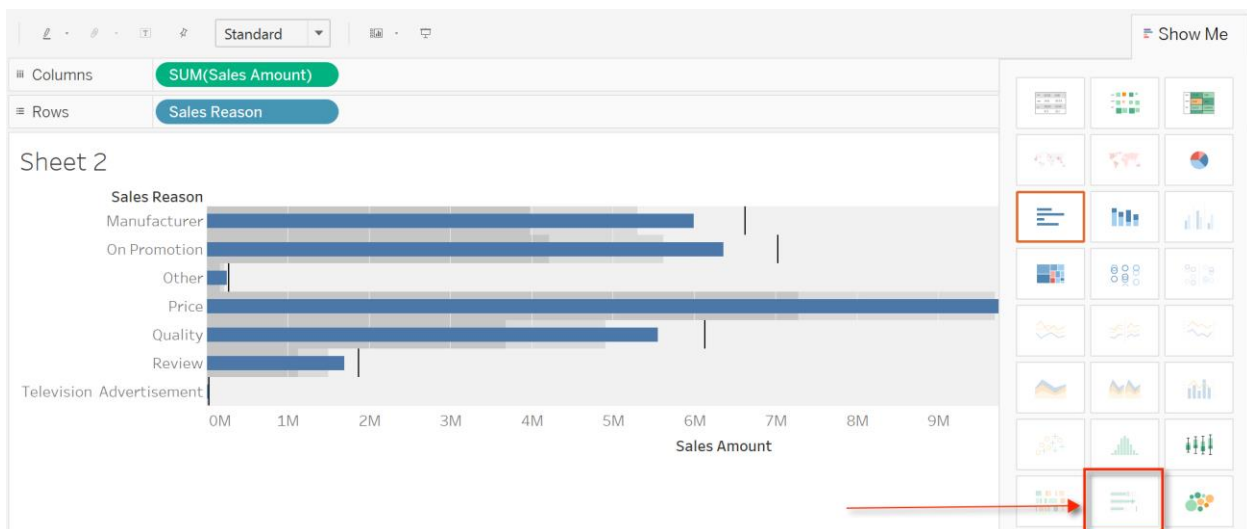 Standard
Show Me
Columns
SUM(Sales Amount)
Rows
Sales Reason
Sheet 2
Sales Reason
Manufacturer
On Promotion
Other
Price
Quality
Review
Television Advertisement
0M 1M 2M 3M 4M 5M 6M 7M 8M 9M
Sales Amount